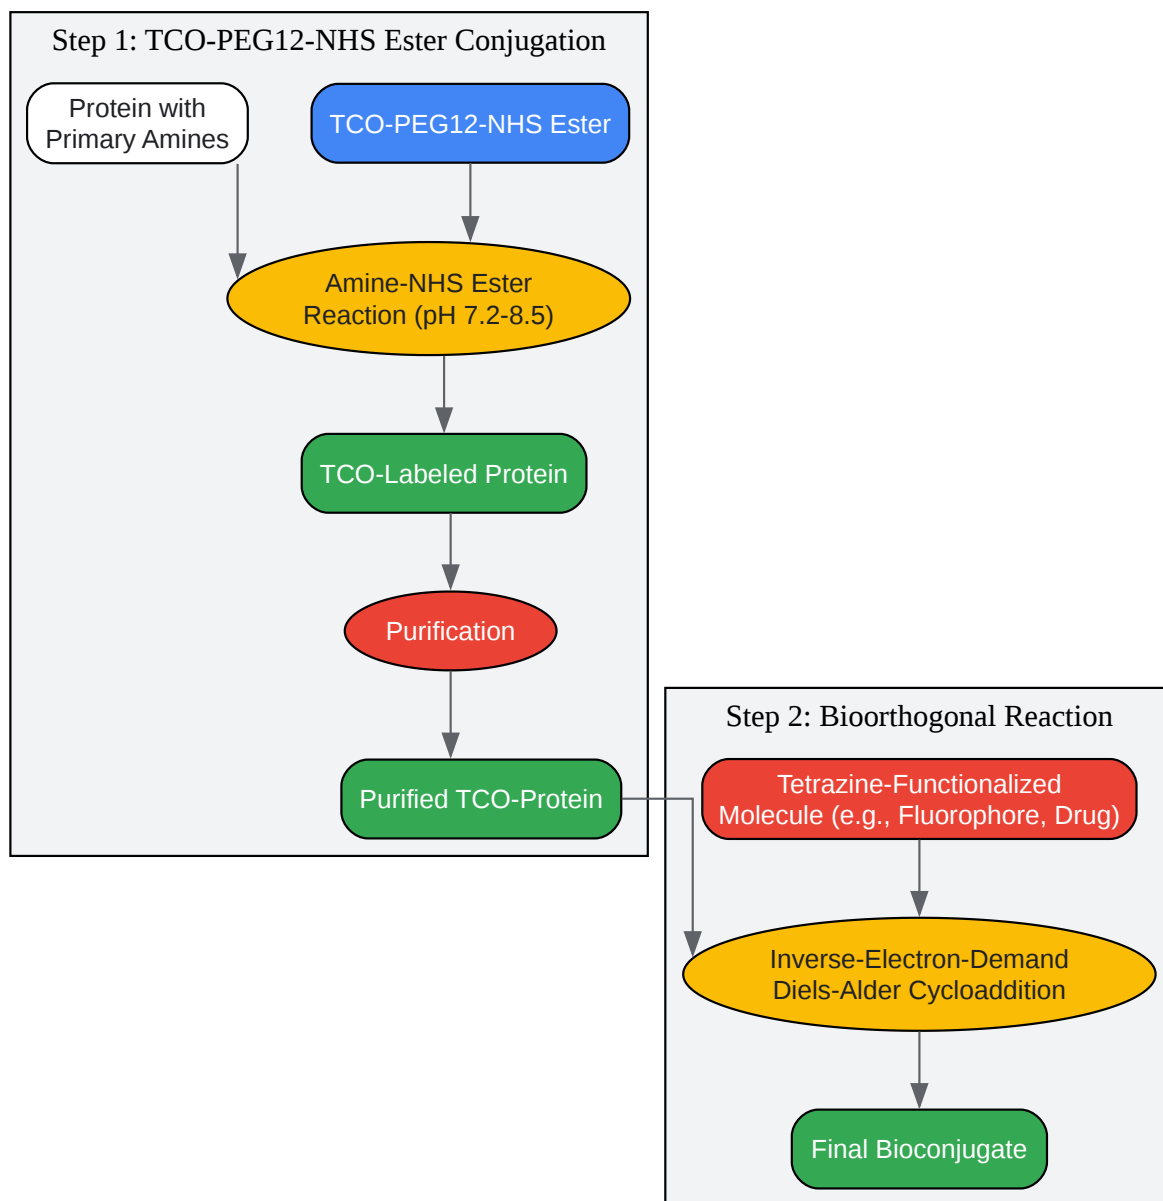 Step 1: TCO-PEG12-NHS Ester Conjugation
Protein with
Primary Amines
TCO-PEG12-NHS Ester
Amine-NHS Ester
Reaction (pH 7.2-8.5)
TCO-Labeled Protein
Purification
Purified TCO-Protein
Step 2: Bioorthogonal Reaction
Tetrazine-Functionalized
Molecule (e.g., Fluorophore, Drug)
Inverse-Electron-Demand
Diels-Alder Cycloaddition
Final Bioconjugate